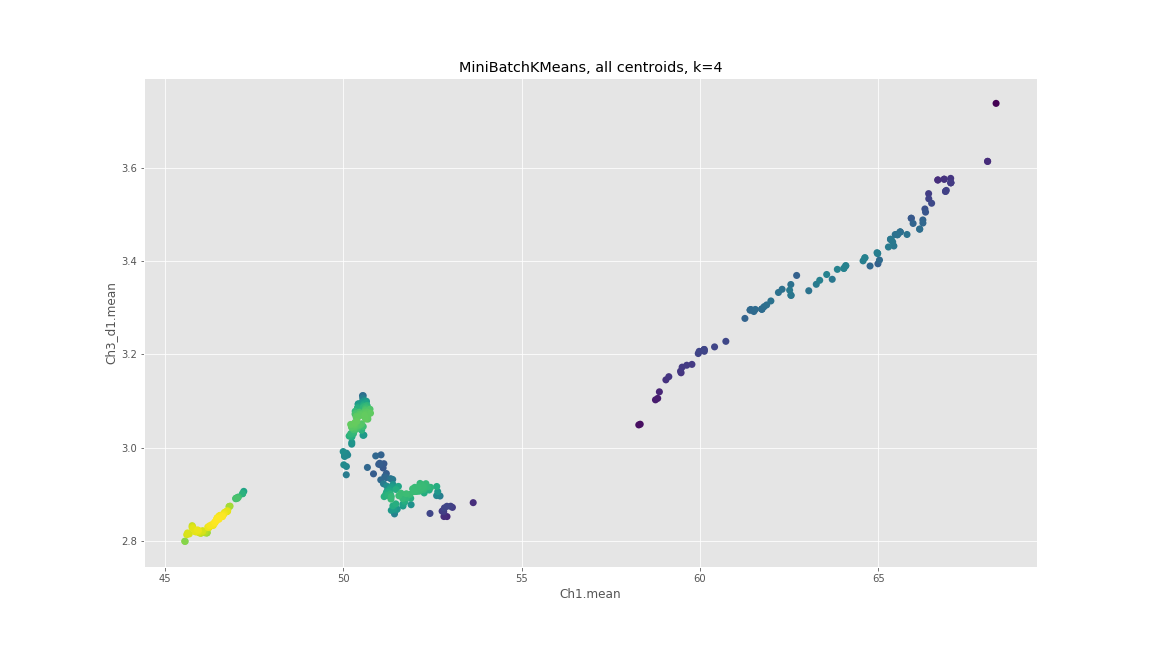 MiniBatchKMeans, all centroids, k=4
3.6
3.4
3.2
3.0
2.8
Ch3_d1.mean
45 50 55 60 65
Ch1.mean